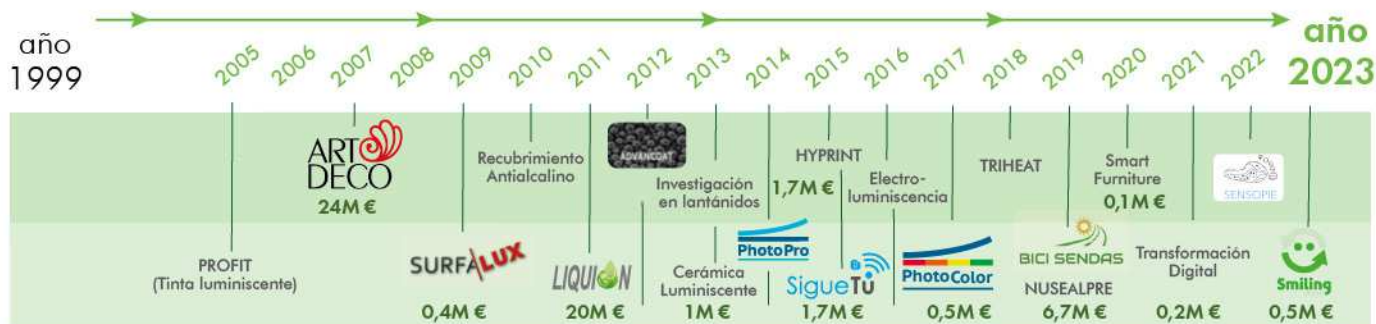 año
1999
2005
2006
2007
2008
2009
2010
2011
2012
2013
2014
2015
2016
2017
2018
2019
2020
2021
2022
año
2023
ART
DECO
24M €
Recubrimiento
Antialcalino
ADVANCOAT
Investigación
en lantánidos
HYPRINT
1,7M €
Electro-
luminiscencia
TRIHEAT
Smart
Furniture
0,1M €
SENSOPIE
PROFIT
(Tinta luminiscente)
SURFALUX
0,4M €
LIQUION
20M €
Cerámica
Luminiscente
1M €
PhotoPro
SigueTu
1,7M €
PhotoColor
0,5M €
BICI SENDAS
NUSEALPRE
6,7M €
Transformación
Digital
0,2M €
Smiling
0,5M €